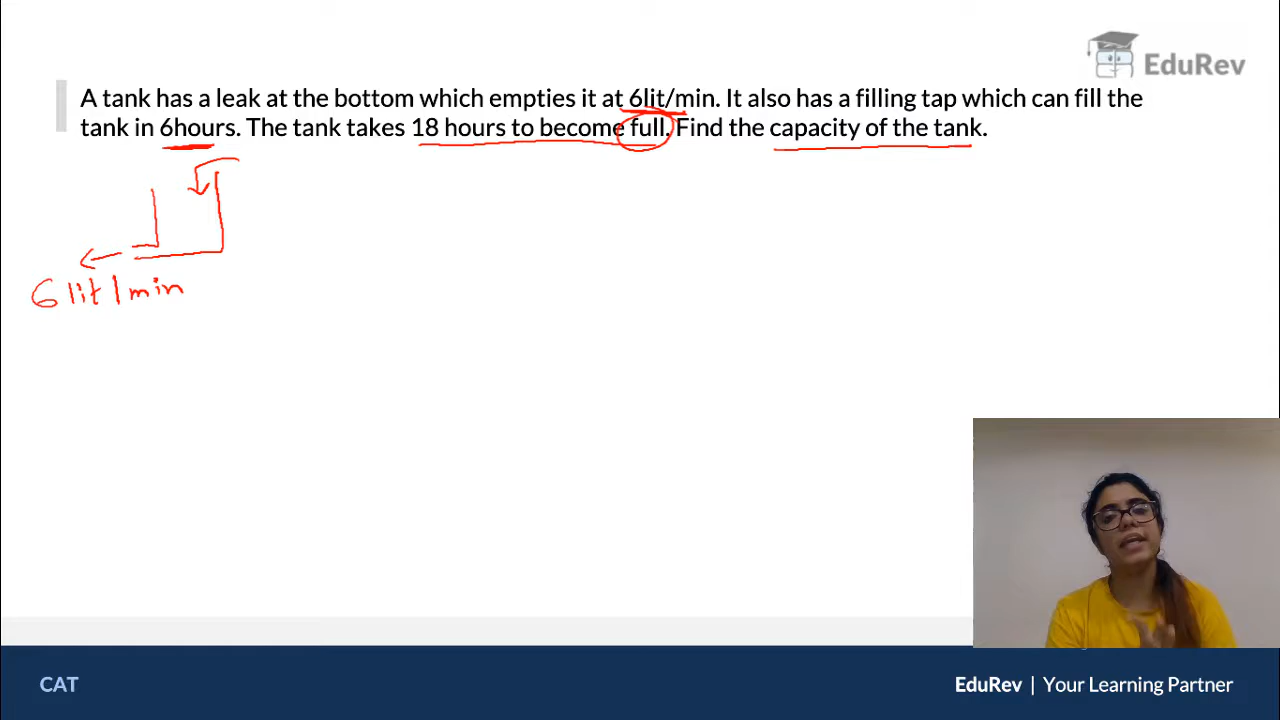 EduRev
A tank has a leak at the bottom which empties it at 6lit/min. It also has a filling tap which can fill the
tank in 6hours. The tank takes 18 hours to become full. Find the capacity of the tank.
6 lit/min
CAT
EduRev | Your Learning Partner